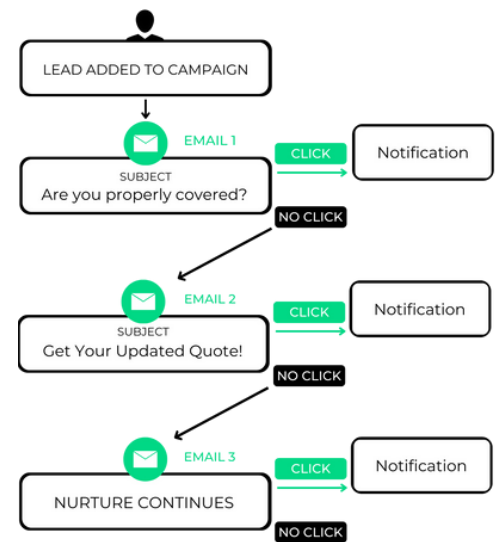 LEAD ADDED TO CAMPAIGN
EMAIL 1
CLICK
Notification
SUBJECT
Are you properly covered?
NO CLICK
EMAIL 2
CLICK
Notification
SUBJECT
Get Your Updated Quote!
NO CLICK
EMAIL 3
CLICK
Notification
NURTURE CONTINUES
NO CLICK